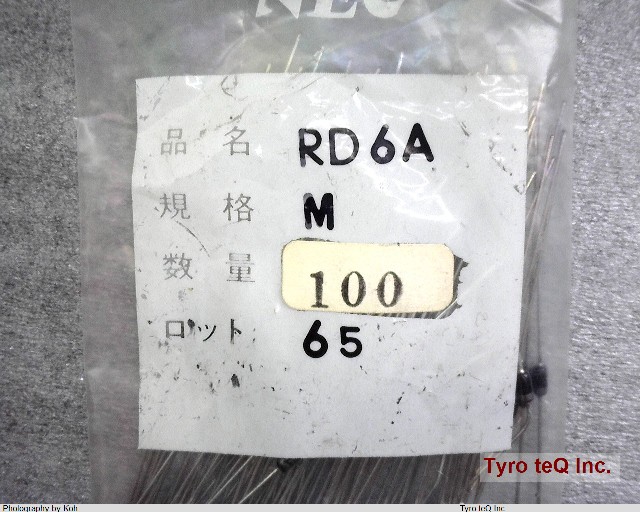 NEC
品名 RD6A
規格 M
数量 100
ロット 65
Tyro teQ Inc.
Photography by Koh
Tyro teQ Inc